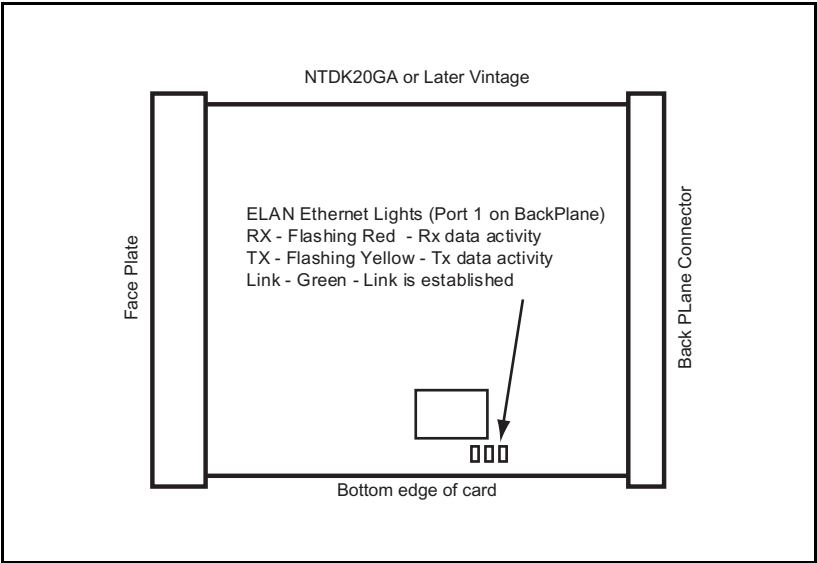 NTDK20GA or Later Vintage
ELAN Ethernet Lights (Port 1 on BackPlane)
RX - Flashing Red - Rx data activity
TX - Flashing Yellow - Tx data activity
Link - Green - Link is established
Face Plate
Back PLane Connector
Bottom edge of card